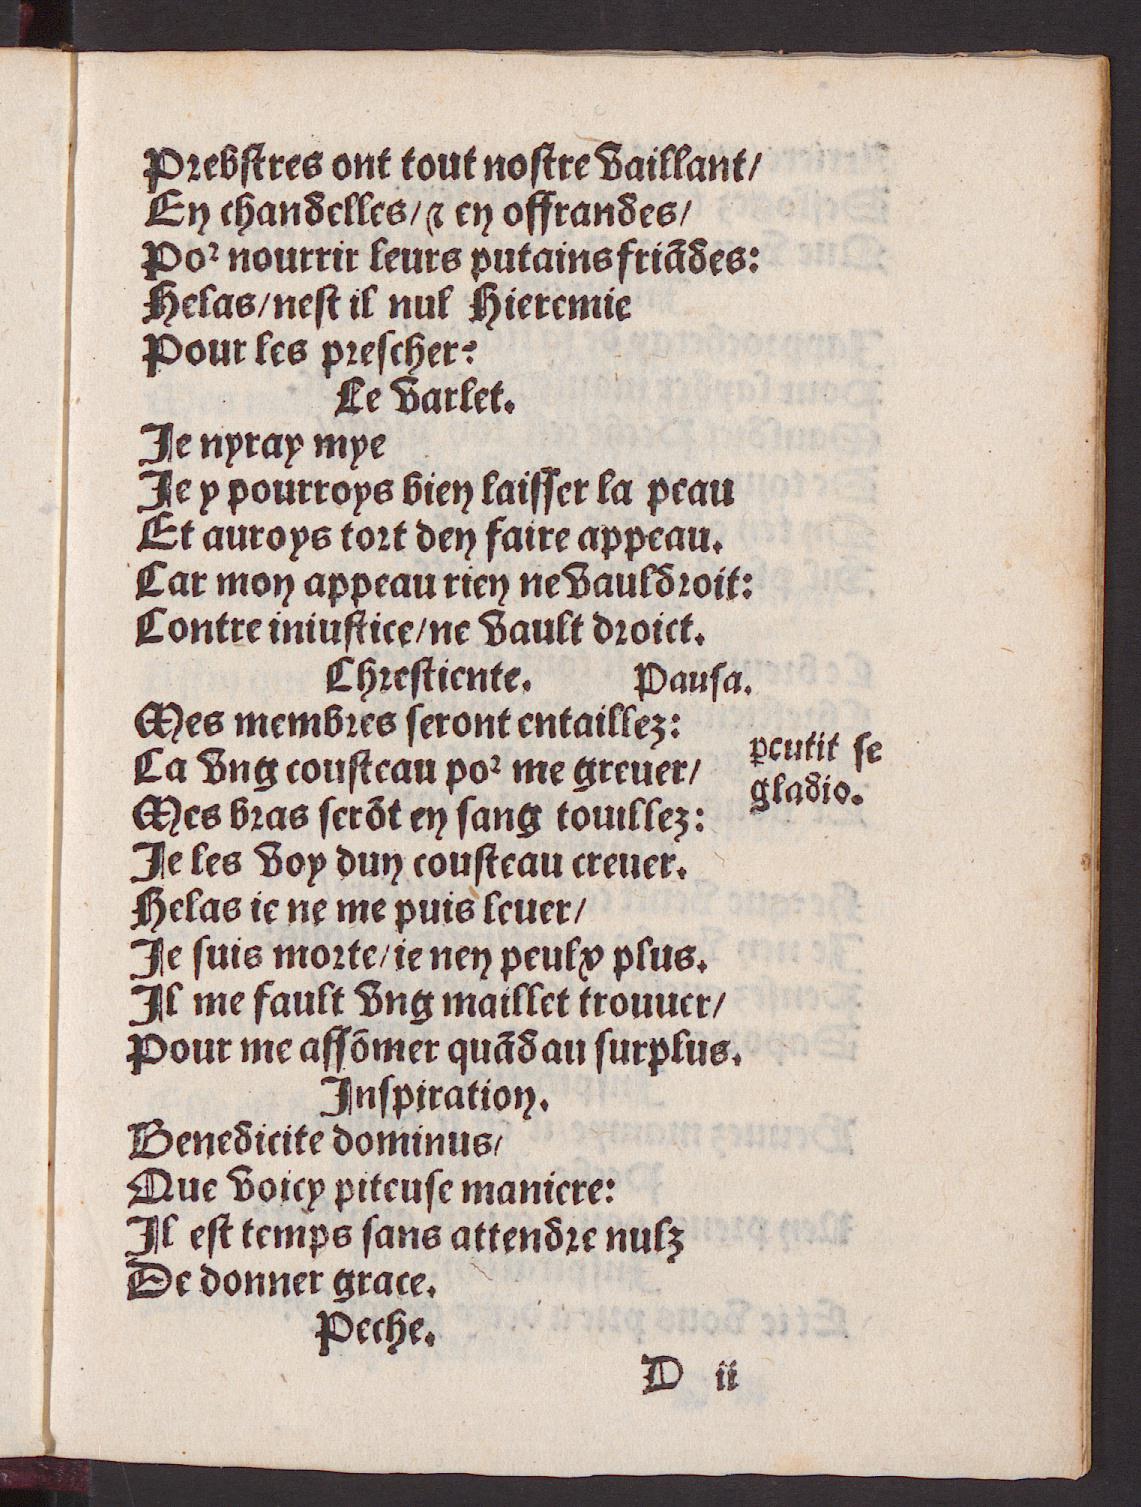 Prebstres ont tout nostre vaillant/
En chandelles/⁊ en offrandes/
Poꝛ nourrir leurs putains friãdes:
Helas/nest il nul Hieremie
Pour les prescher?
Le varlet.
Je nyray mye
Je y pourroys bien laisser la peau
Et auroys tort den faire appeau.
Car mon appeau rien ne vauldroit:
Contre iniustice/ne vault droict.
Chrestiente. Pausa.
Mes membres seront entaillez:
La vng cousteau poꝛ me greuer/
ꝑcutit se
gladio.
Mes bras serõt en sang touillez:
Je les voy dun cousteau creuer.
Helas ie ne me puis leuer/
Je suis morte/ie nen peulx plus.
Il me fault vng maillet trouuer/
Pour me assõmer quãd au surplus.
Inspiration.
Benedicite dominus/
Que voicy piteuse maniere:
Il est temps sans attendre nulz
De donner grace.
Peche.
D ii